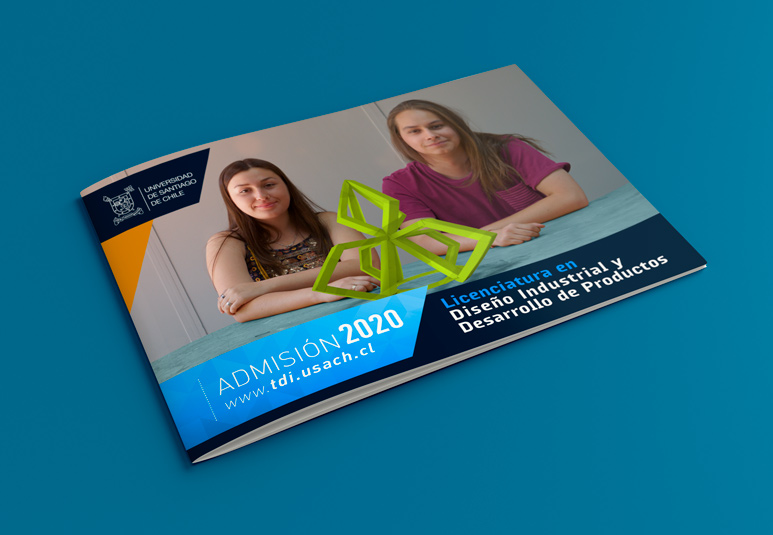 UNIVERSIDAD
DE SANTIAGO
DE CHILE
Licenciatura en
Diseño Industrial y
Desarrollo de Productos
ADMISIÓN 2020
www.tdi.usach.cl